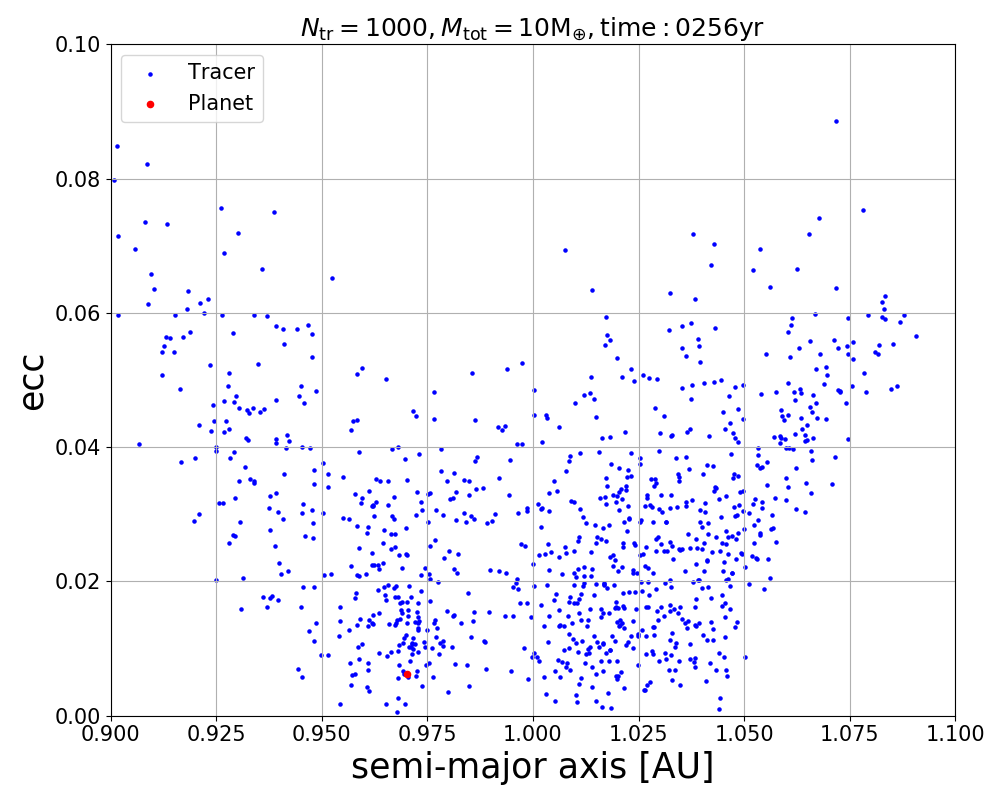 N_tr = 1000, M_tot = 10M_⊕, time : 0256yr
Tracer
Planet
ecc
0.10
0.08
0.06
0.04
0.02
0.00
0.900 0.925 0.950 0.975 1.000 1.025 1.050 1.075 1.100
semi-major axis [AU]